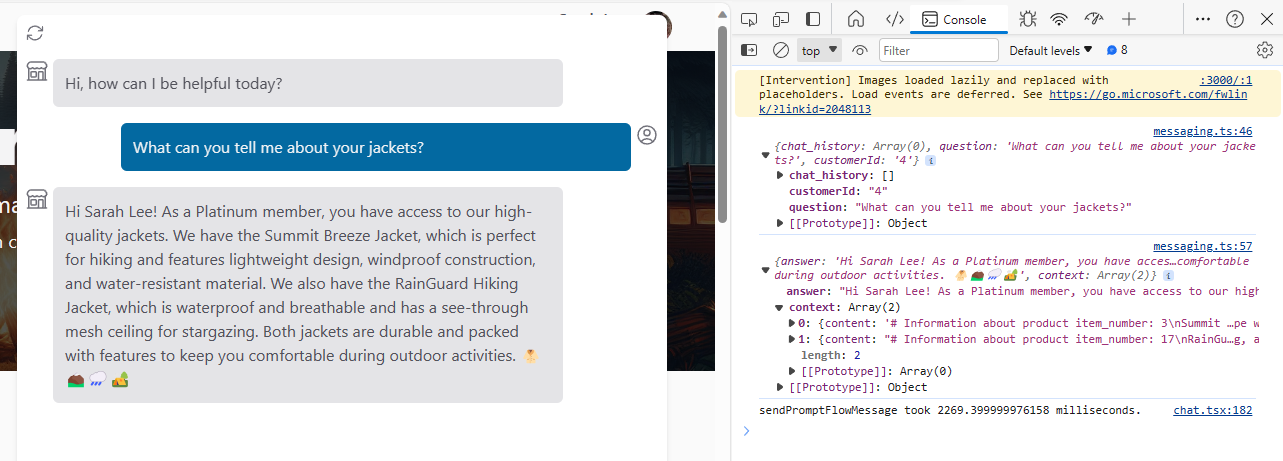 Hi, how can I be helpful today?
What can you tell me about your jackets?
Hi Sarah Lee! As a Platinum member, you have access to our high-
quality jackets. We have the Summit Breeze Jacket, which is perfect
for hiking and features lightweight design, windproof construction,
and water-resistant material. We also have the RainGuard Hiking
Jacket, which is waterproof and breathable and has a see-through
mesh ceiling for stargazing. Both jackets are durable and packed
with features to keep you comfortable during outdoor activities.
Console
top
Filter
Default levels
8
[Intervention] Images loaded lazily and replaced with :3000/:1
placeholders. Load events are deferred. See https://go.microsoft.com/fwlin
k/?linkid=2048113
messaging.ts:46
{chat_history: Array(0), question: 'What can you tell me about your jacke
ts?', customerId: '4'}
chat_history: []
customerId: "4"
question: "What can you tell me about your jackets?"
[[Prototype]]: Object
messaging.ts:57
{answer: 'Hi Sarah Lee! As a Platinum member, you have acces…comfortable
during outdoor activities. 🏻', context: Array(2)}
answer: "Hi Sarah Lee! As a Platinum member, you have access to our high
context: Array(2)
0: {content: '# Information about product item_number: 3\nSummit …pe w
1: {content: "# Information about product item_number: 17\nRainGu…g, a
length: 2
[[Prototype]]: Array(0)
[[Prototype]]: Object
sendPromptFlowMessage took 2269.399999976158 milliseconds. chat.tsx:182